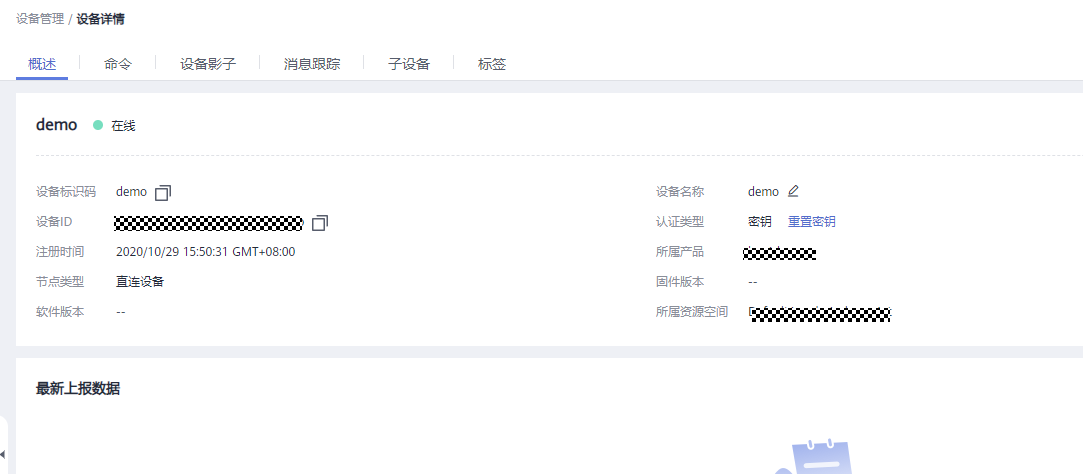 设备管理 / 设备详情
概述 命令 设备影子 消息跟踪 子设备 标签
demo 在线
设备标识码 demo 设备名称 demo
设备ID 认证类型 密钥 重置密钥
注册时间 2020/10/29 15:50:31 GMT+08:00 所属产品
节点类型 直连设备 固件版本 --
软件版本 -- 所属资源空间
最新上报数据